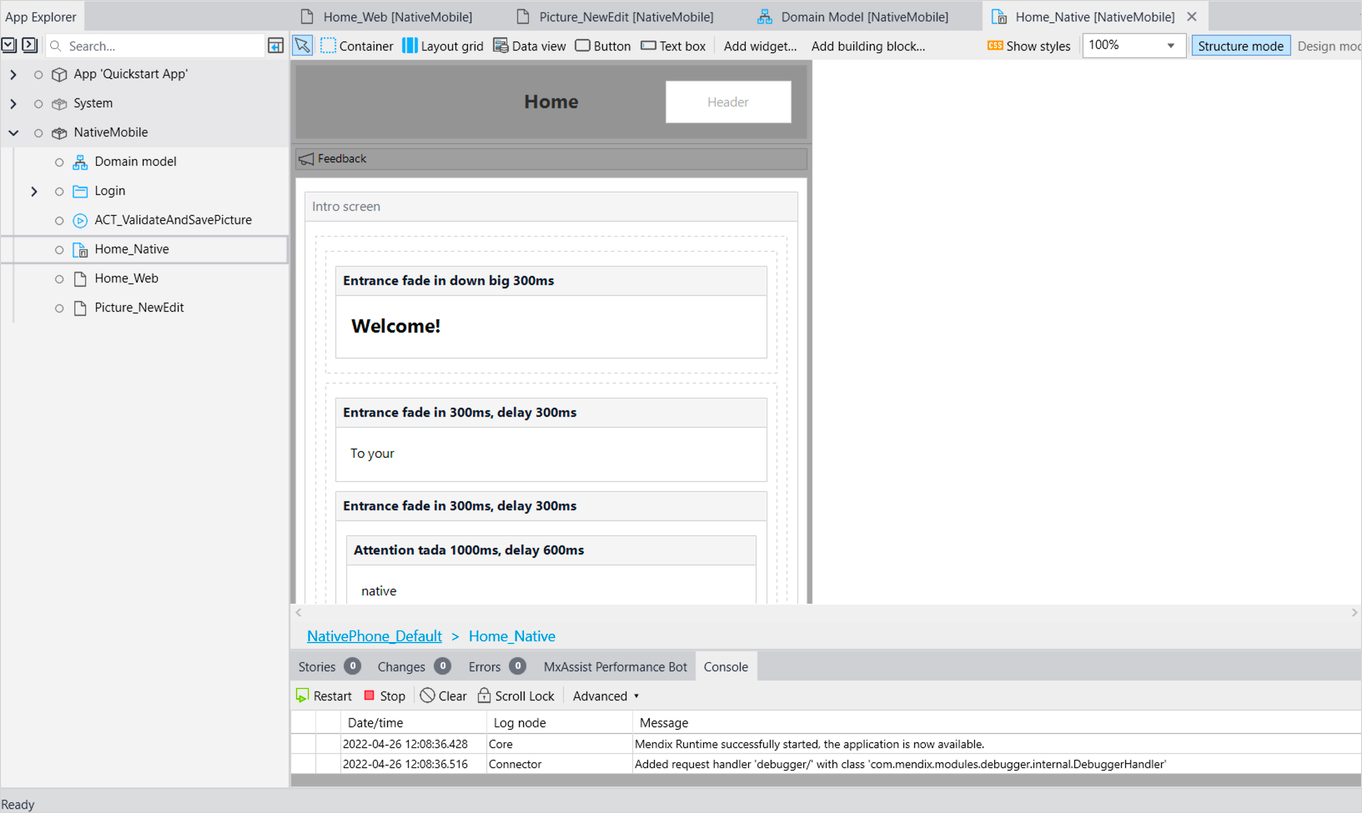 App Explorer
Home_Web [NativeMobile]
Picture_NewEdit [NativeMobile]
Domain Model [NativeMobile]
Home_Native [NativeMobile]
Search...
Container
Layout grid
Data view
Button
Text box
Add widget...
Add building block...
CSS Show styles
100%
Structure mode
Design mod
App 'Quickstart App'
System
NativeMobile
Domain model
Login
ACT_ValidateAndSavePicture
Home_Native
Home_Web
Picture_NewEdit
Home
Header
Feedback
Intro screen
Entrance fade in down big 300ms
Welcome!
Entrance fade in 300ms, delay 300ms
To your
Entrance fade in 300ms, delay 300ms
Attention tada 1000ms, delay 600ms
native
NativePhone_Default > Home_Native
Stories 0
Changes 0
Errors 0
MxAssist Performance Bot
Console
Restart
Stop
Clear
Scroll Lock
Advanced
Date/time Log node Message
2022-04-26 12:08:36.428 Core Mendix Runtime successfully started, the application is now available.
2022-04-26 12:08:36.516 Connector Added request handler 'debugger/' with class 'com.mendix.modules.debugger.internal.DebuggerHandler'
Ready